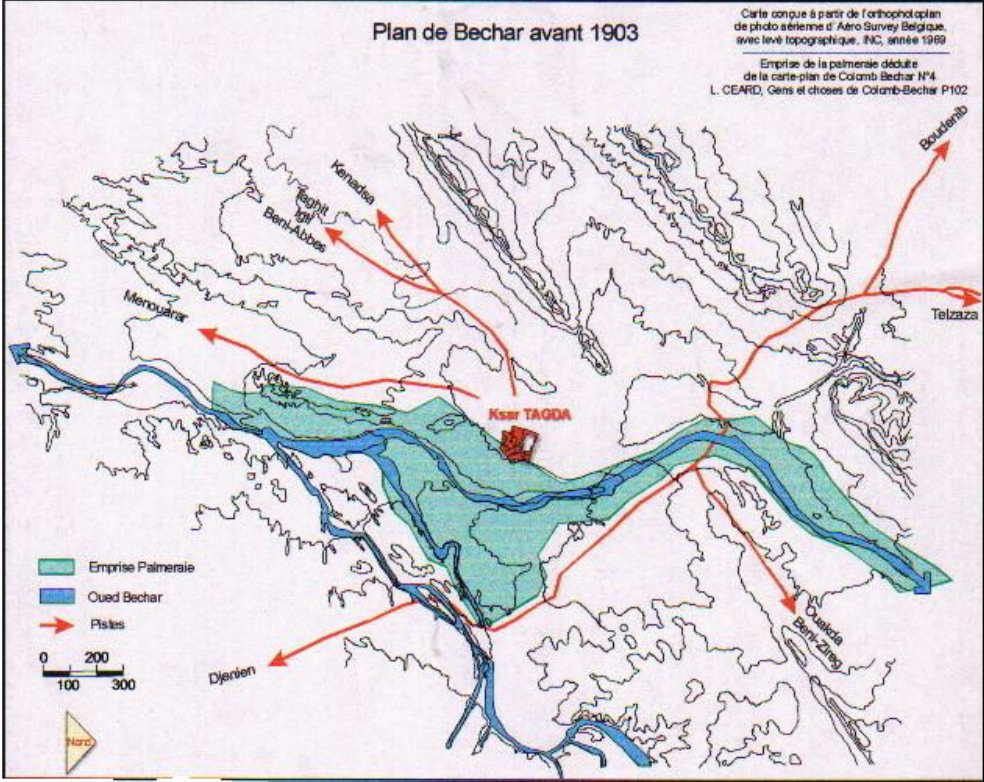 Plan de Bechar avant 1903
Carte conçue à partir de l'orthophotoplan
de photo aérienne d'Aéro Survey Belgique,
avec levé topographique, INC, année 1969
Emprise de la palmeraie déduite
de la carte-plan de Colomb Bechar N°4
L. CEARD, Gens et choses de Colomb-Bechar P102
Boudenib
Kenadsa
Taghit
Igli
Beni-Abbes
Menouarar
Telzaza
Ksar TAGDA
Emprise Palmeraie
Oued Bechar
Pistes
0 200
100 300
Djenien
Ouakda
Beni-Zireg
Nord